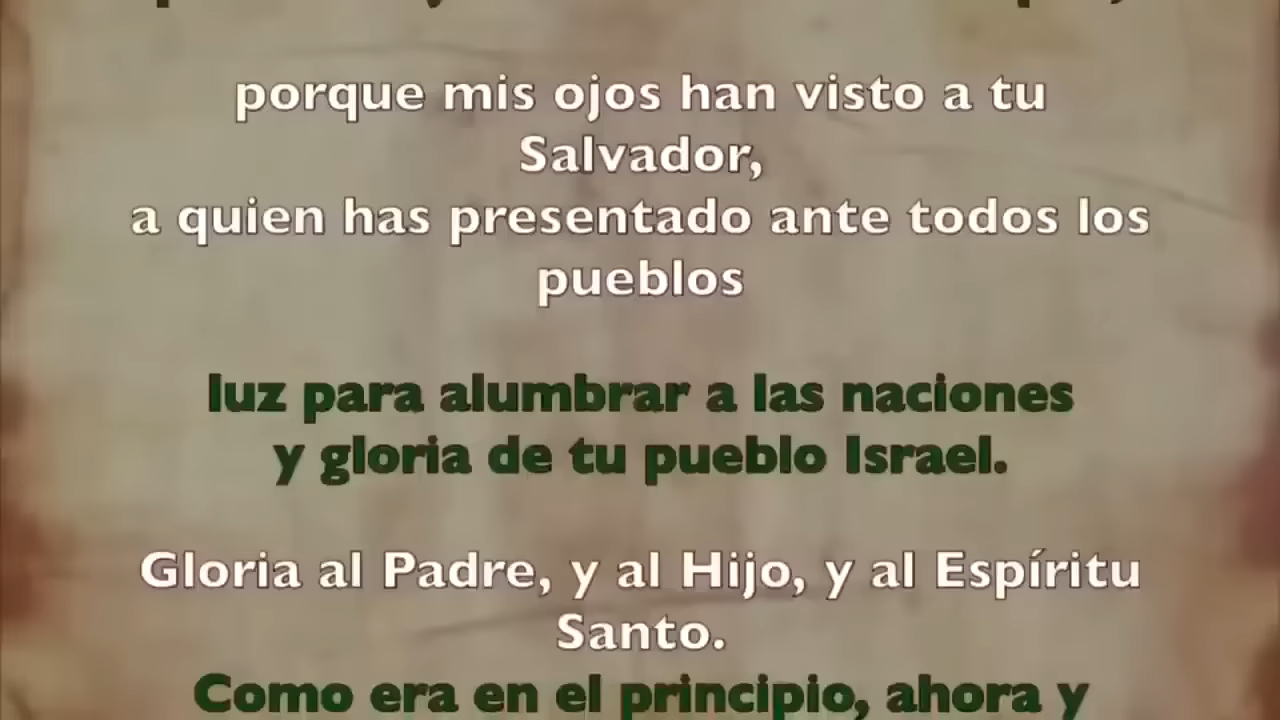 porque mis ojos han visto a tu
Salvador,
a quien has presentado ante todos los
pueblos
luz para alumbrar a las naciones
y gloria de tu pueblo Israel.
Gloria al Padre, y al Hijo, y al Espíritu
Santo.
Como era en el principio, ahora y